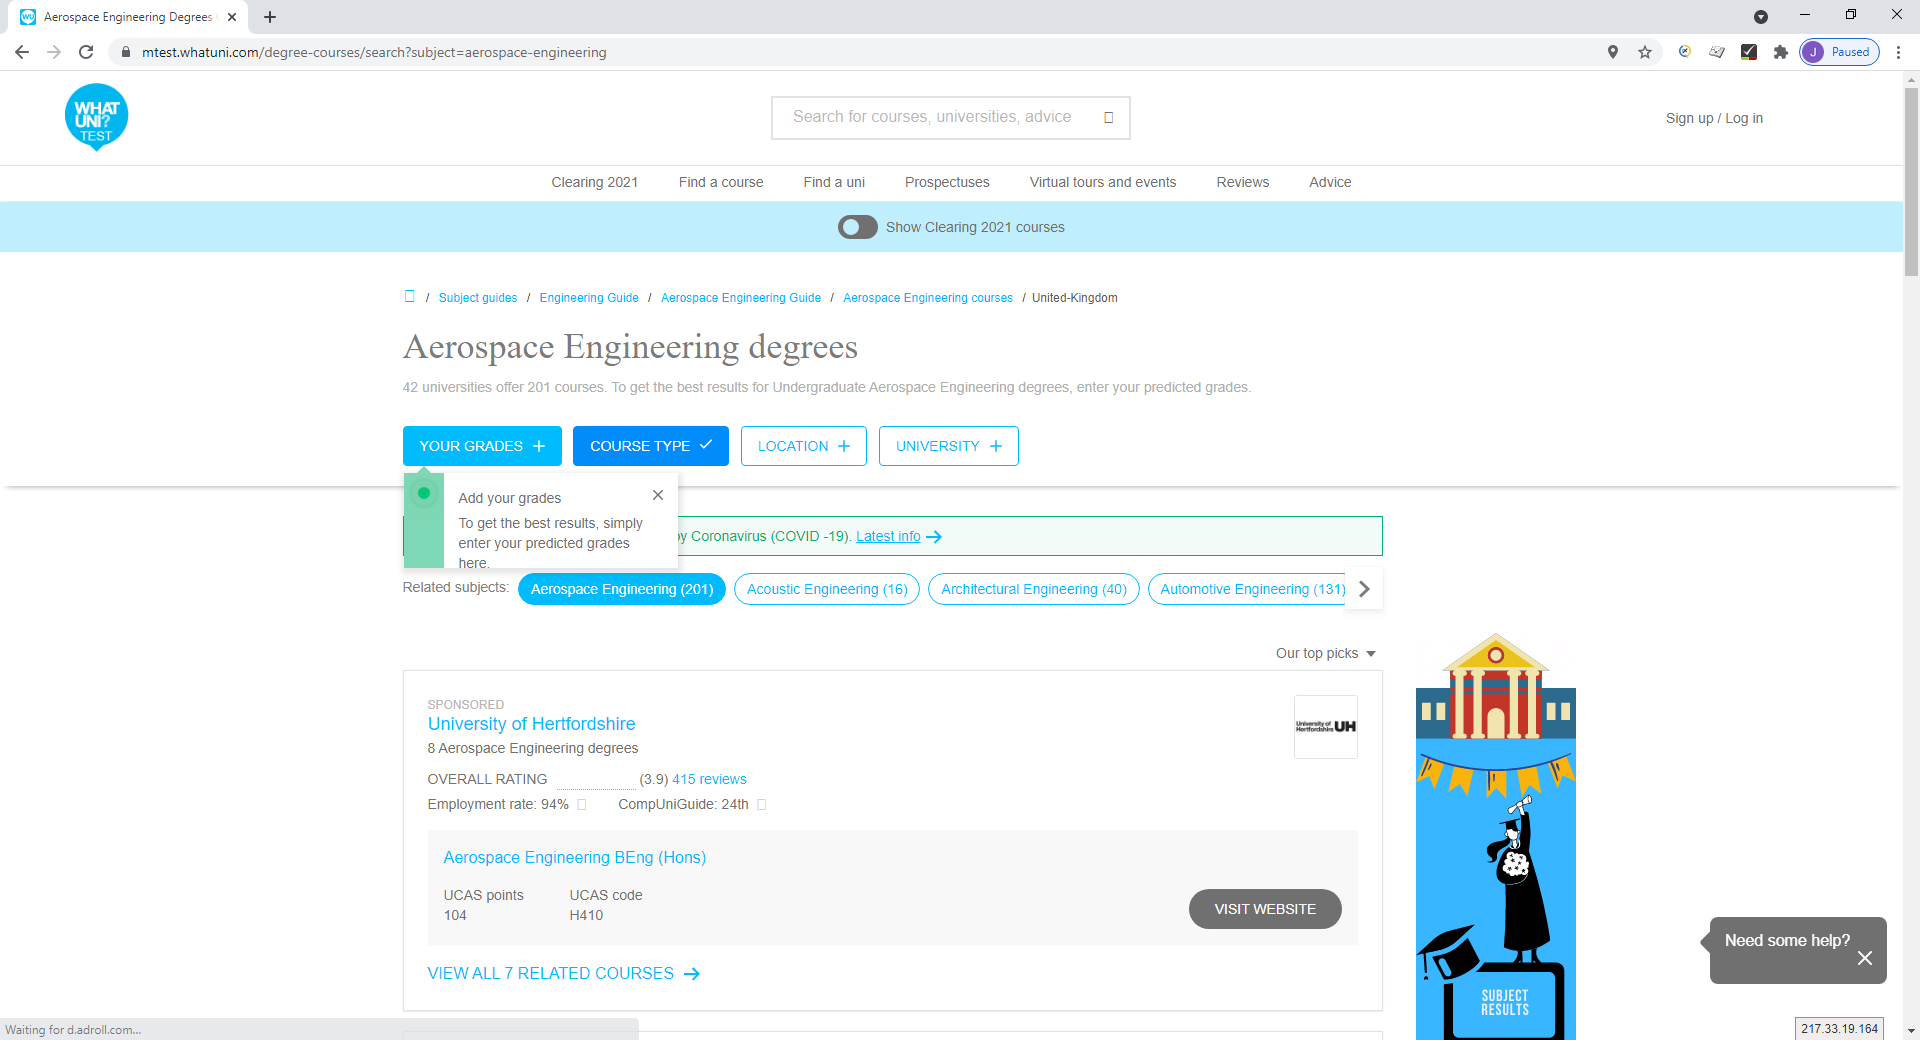 Aerospace Engineering Degrees
mtest.whatuni.com/degree-courses/search?subject=aerospace-engineering
J Paused
WHAT UNI? TEST
Search for courses, universities, advice
Sign up / Log in
Clearing 2021 Find a course Find a uni Prospectuses Virtual tours and events Reviews Advice
Show Clearing 2021 courses
/ Subject guides / Engineering Guide / Aerospace Engineering Guide / Aerospace Engineering courses / United-Kingdom
Aerospace Engineering degrees
42 universities offer 201 courses. To get the best results for Undergraduate Aerospace Engineering degrees, enter your predicted grades.
YOUR GRADES COURSE TYPE LOCATION UNIVERSITY
Add your grades
To get the best results, simply
enter your predicted grades
here.
by Coronavirus (COVID -19). Latest info
Related subjects: Aerospace Engineering (201) Acoustic Engineering (16) Architectural Engineering (40) Automotive Engineering (131)
Our top picks
SPONSORED
University of Hertfordshire
8 Aerospace Engineering degrees
University of Hertfordshire UH
OVERALL RATING (3.9) 415 reviews
Employment rate: 94% CompUniGuide: 24th
Aerospace Engineering BEng (Hons)
UCAS points UCAS code
104 H410
VISIT WEBSITE
VIEW ALL 7 RELATED COURSES
SUBJECT
RESULTS
Need some help?
Waiting for d.adroll.com...
217.33.19.164